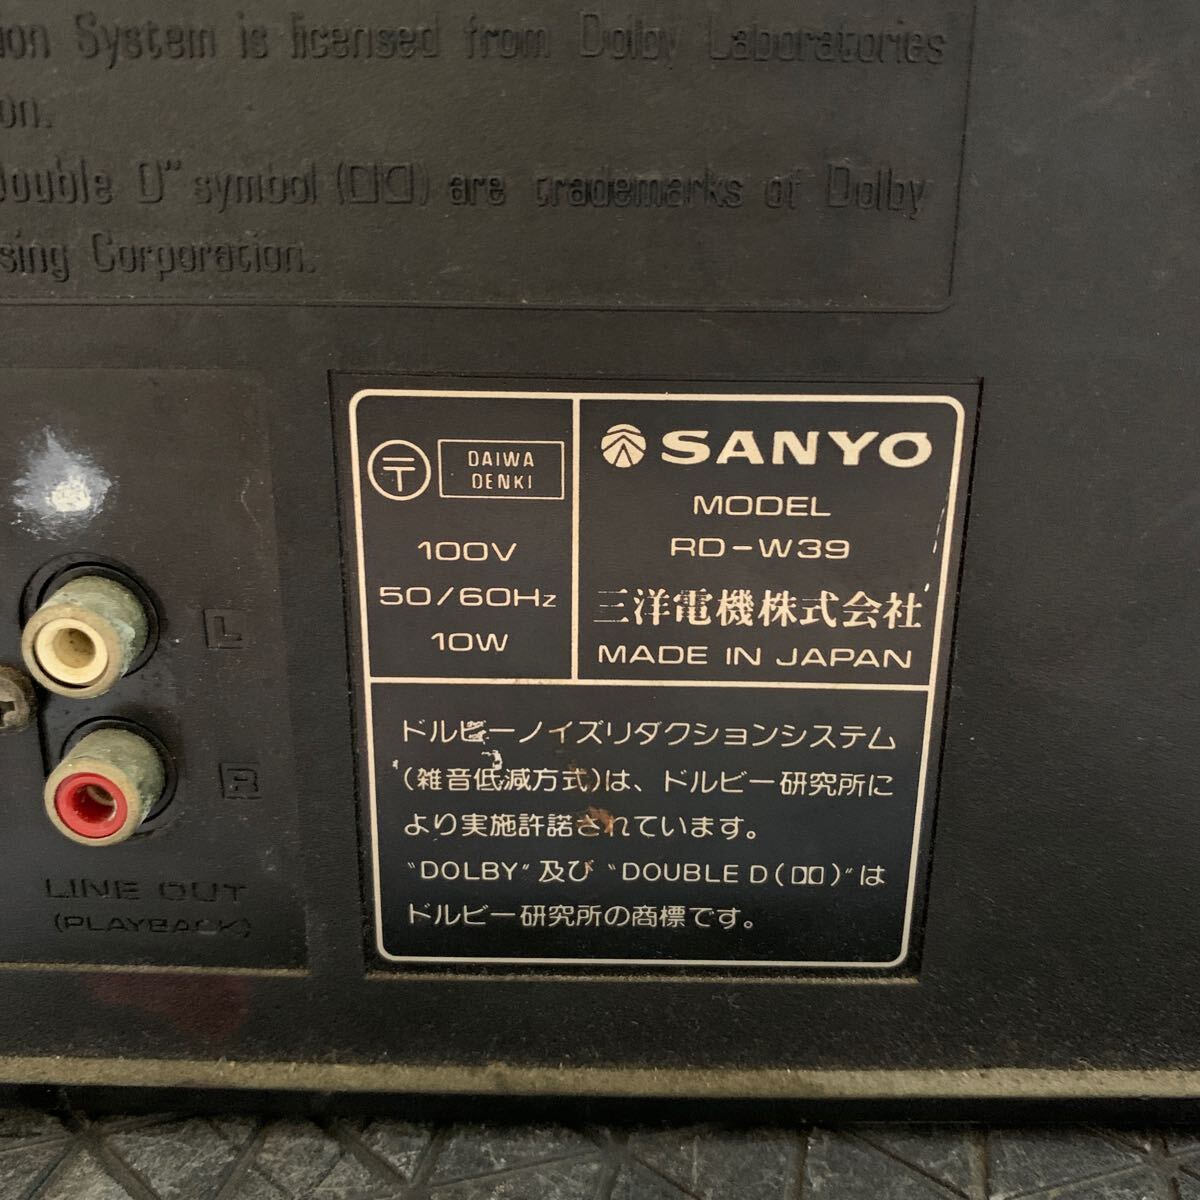 ion System is licensed from Dolby Laboratories
on.
Double D" symbol (▯▯) are trademarks of Dolby
sing Corporation.
〒 DAIWA DENKI
100V
50/60Hz
10W
SANYO
MODEL
RD-W39
三洋電機株式会社
MADE IN JAPAN
ドルビーノイズリダクションシステム
(雑音低減方式)は、ドルビー研究所に
より実施許諾されています。
"DOLBY"及び"DOUBLE D(▯▯)"は
ドルビー研究所の商標です。
L
R
LINE OUT
(PLAYBACK)